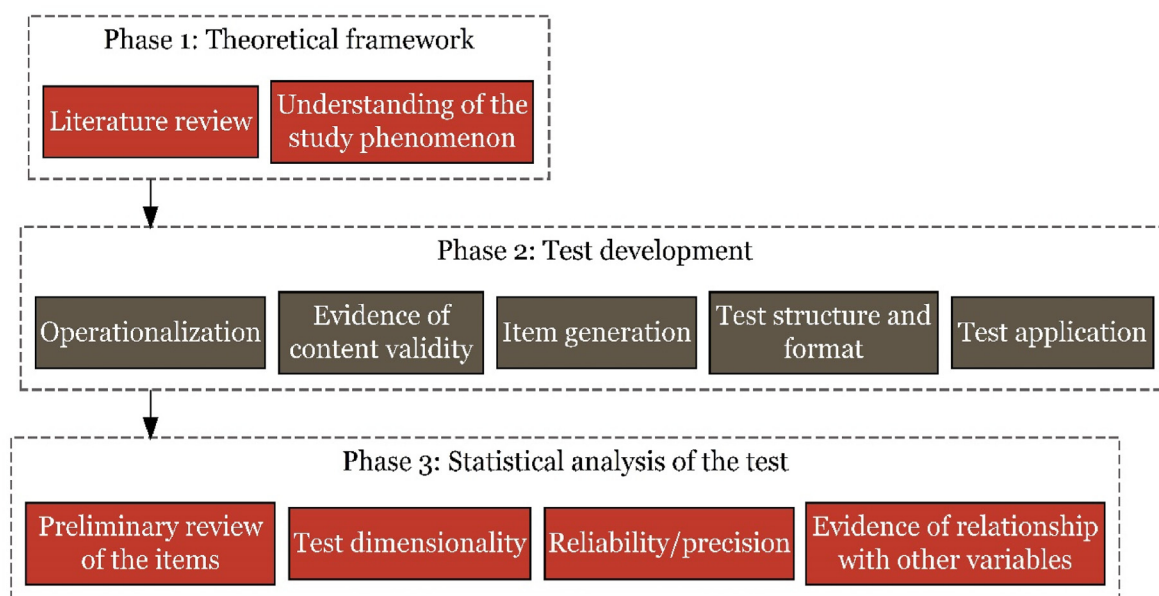 Phase 1: Theoretical framework
Literature review
Understanding of the
study phenomenon
Phase 2: Test development
Operationalization
Evidence of
content validity
Item generation
Test structure and
format
Test application
Phase 3: Statistical analysis of the test
Preliminary review
of the items
Test dimensionality
Reliability/precision
Evidence of relationship
with other variables